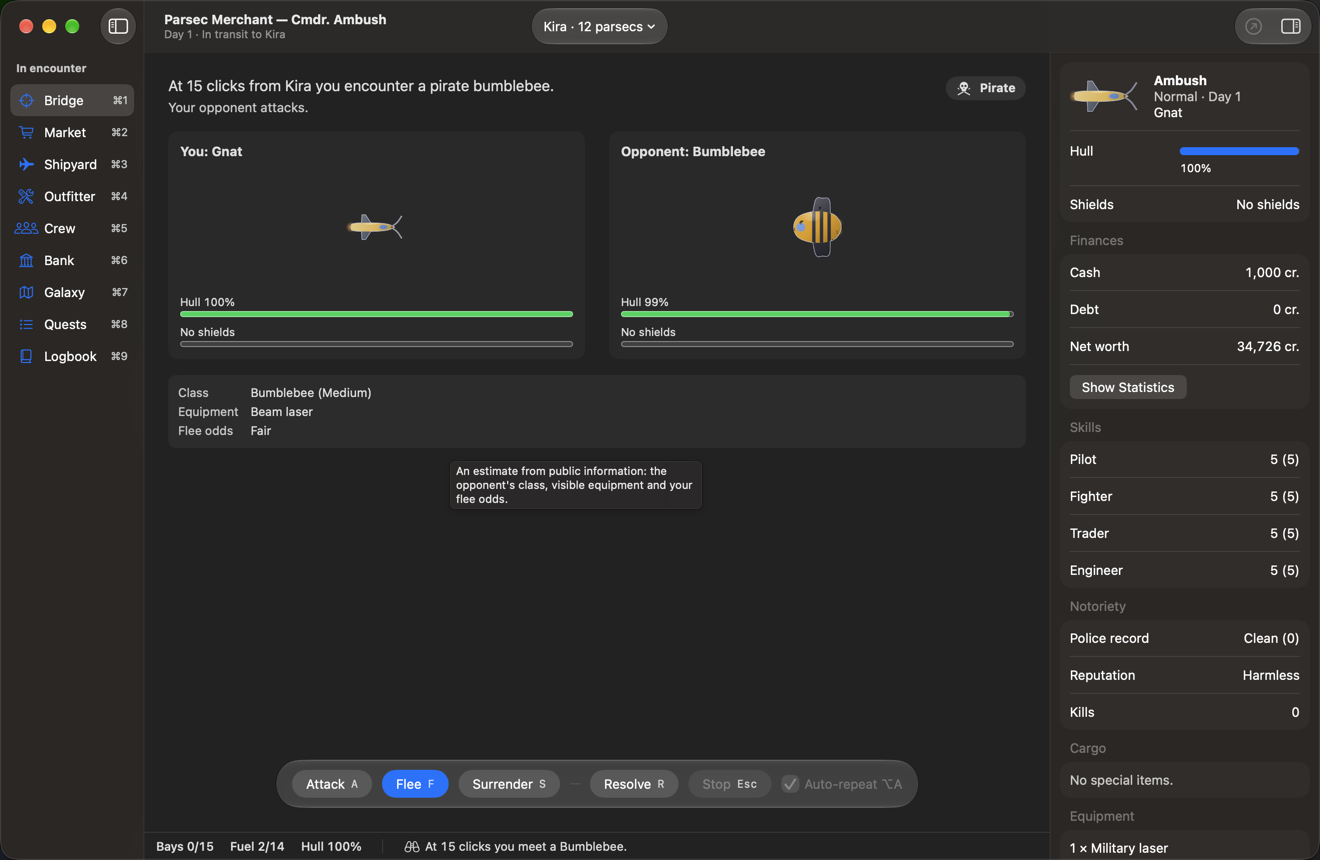 Parsec Merchant — Cmdr. Ambush
Day 1 · In transit to Kira
Kira · 12 parsecs
In encounter
Bridge ⌘1
Market ⌘2
Shipyard ⌘3
Outfitter ⌘4
Crew ⌘5
Bank ⌘6
Galaxy ⌘7
Quests ⌘8
Logbook ⌘9
At 15 clicks from Kira you encounter a pirate bumblebee.
Your opponent attacks.
Pirate
You: Gnat
Hull 100%
No shields
Opponent: Bumblebee
Hull 99%
No shields
Class Bumblebee (Medium)
Equipment Beam laser
Flee odds Fair
An estimate from public information: the
opponent's class, visible equipment and your
flee odds.
Attack A
Flee F
Surrender S
Resolve R
Stop Esc
Auto-repeat ⌥A
Bays 0/15 Fuel 2/14 Hull 100%
At 15 clicks you meet a Bumblebee.
Ambush
Normal · Day 1
Gnat
Hull
100%
Shields No shields
Finances
Cash 1,000 cr.
Debt 0 cr.
Net worth 34,726 cr.
Show Statistics
Skills
Pilot 5 (5)
Fighter 5 (5)
Trader 5 (5)
Engineer 5 (5)
Notoriety
Police record Clean (0)
Reputation Harmless
Kills 0
Cargo
No special items.
Equipment
1 × Military laser